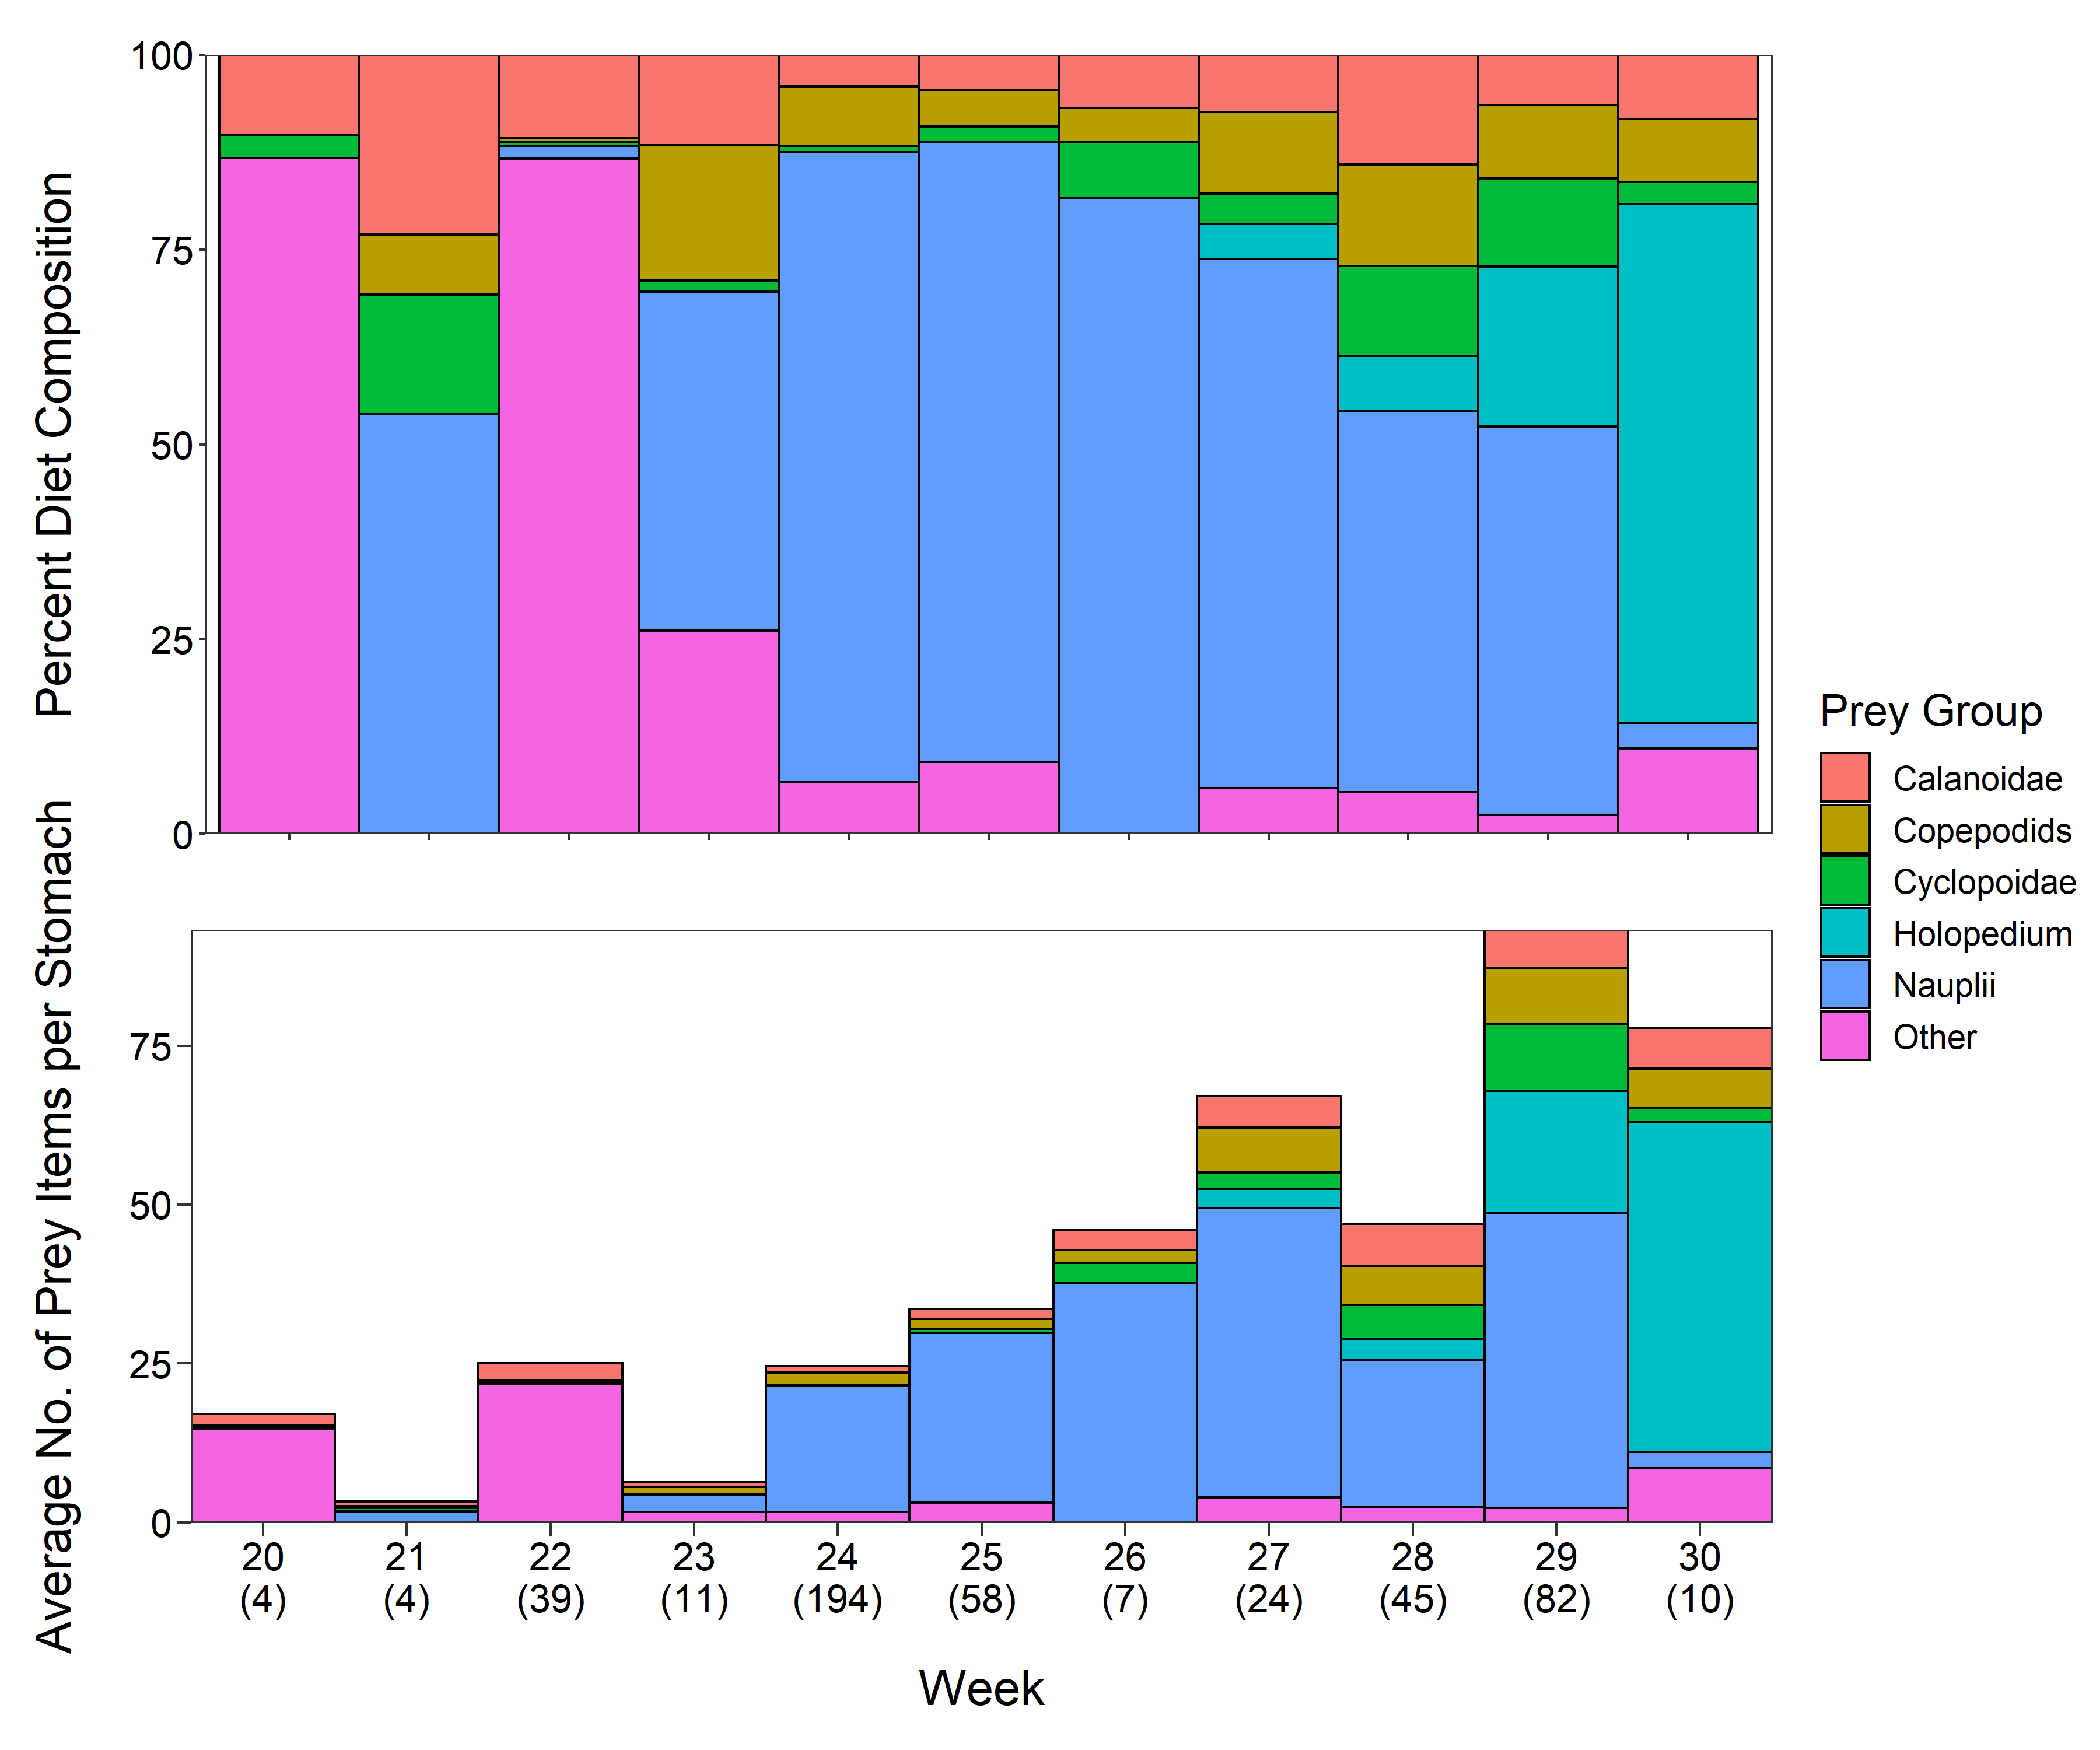 Percent Diet Composition
100
75
50
25
0
Average No. of Prey Items per Stomach
75
50
25
0
20 21 22 23 24 25 26 27 28 29 30
(4) (4) (39) (11) (194) (58) (7) (24) (45) (82) (10)
Week
Prey Group
Calanoidae
Copepodids
Cyclopoidae
Holopedium
Nauplii
Other